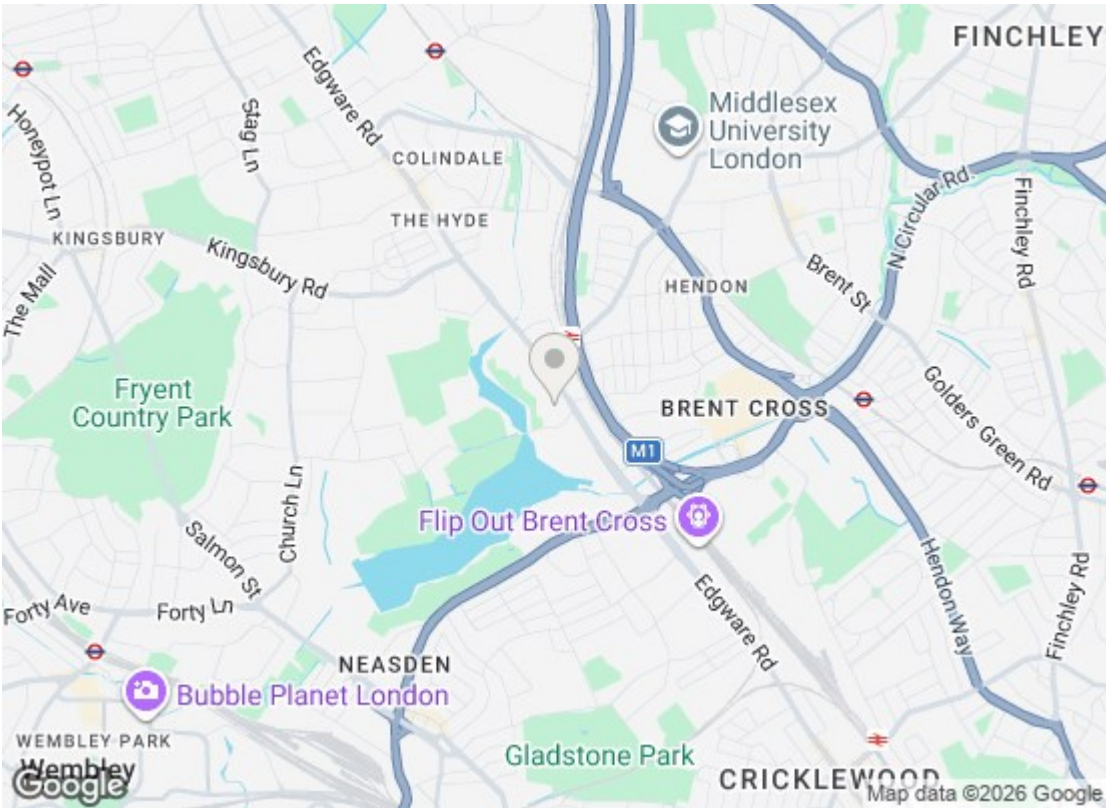 FINCHLEY
Middlesex
University
London
Edgware Rd
Stag Ln
Honeypot Ln
COLINDALE
THE HYDE
N Circular Rd.
Finchley Rd
KINGSBURY
Kingsbury Rd
The Mall
HENDON
Brent St
Fryent
Country Park
BRENT CROSS
Golders Green Rd
M1
Church Ln
Flip Out Brent Cross
Salmon St
Hendon Way
Forty Ave
Forty Ln
Edgware Rd
Finchley Rd
NEASDEN
Bubble Planet London
WEMBLEY PARK
Gladstone Park
Wembley
Google
CRICKLEWOOD
Map data ©2026 Google